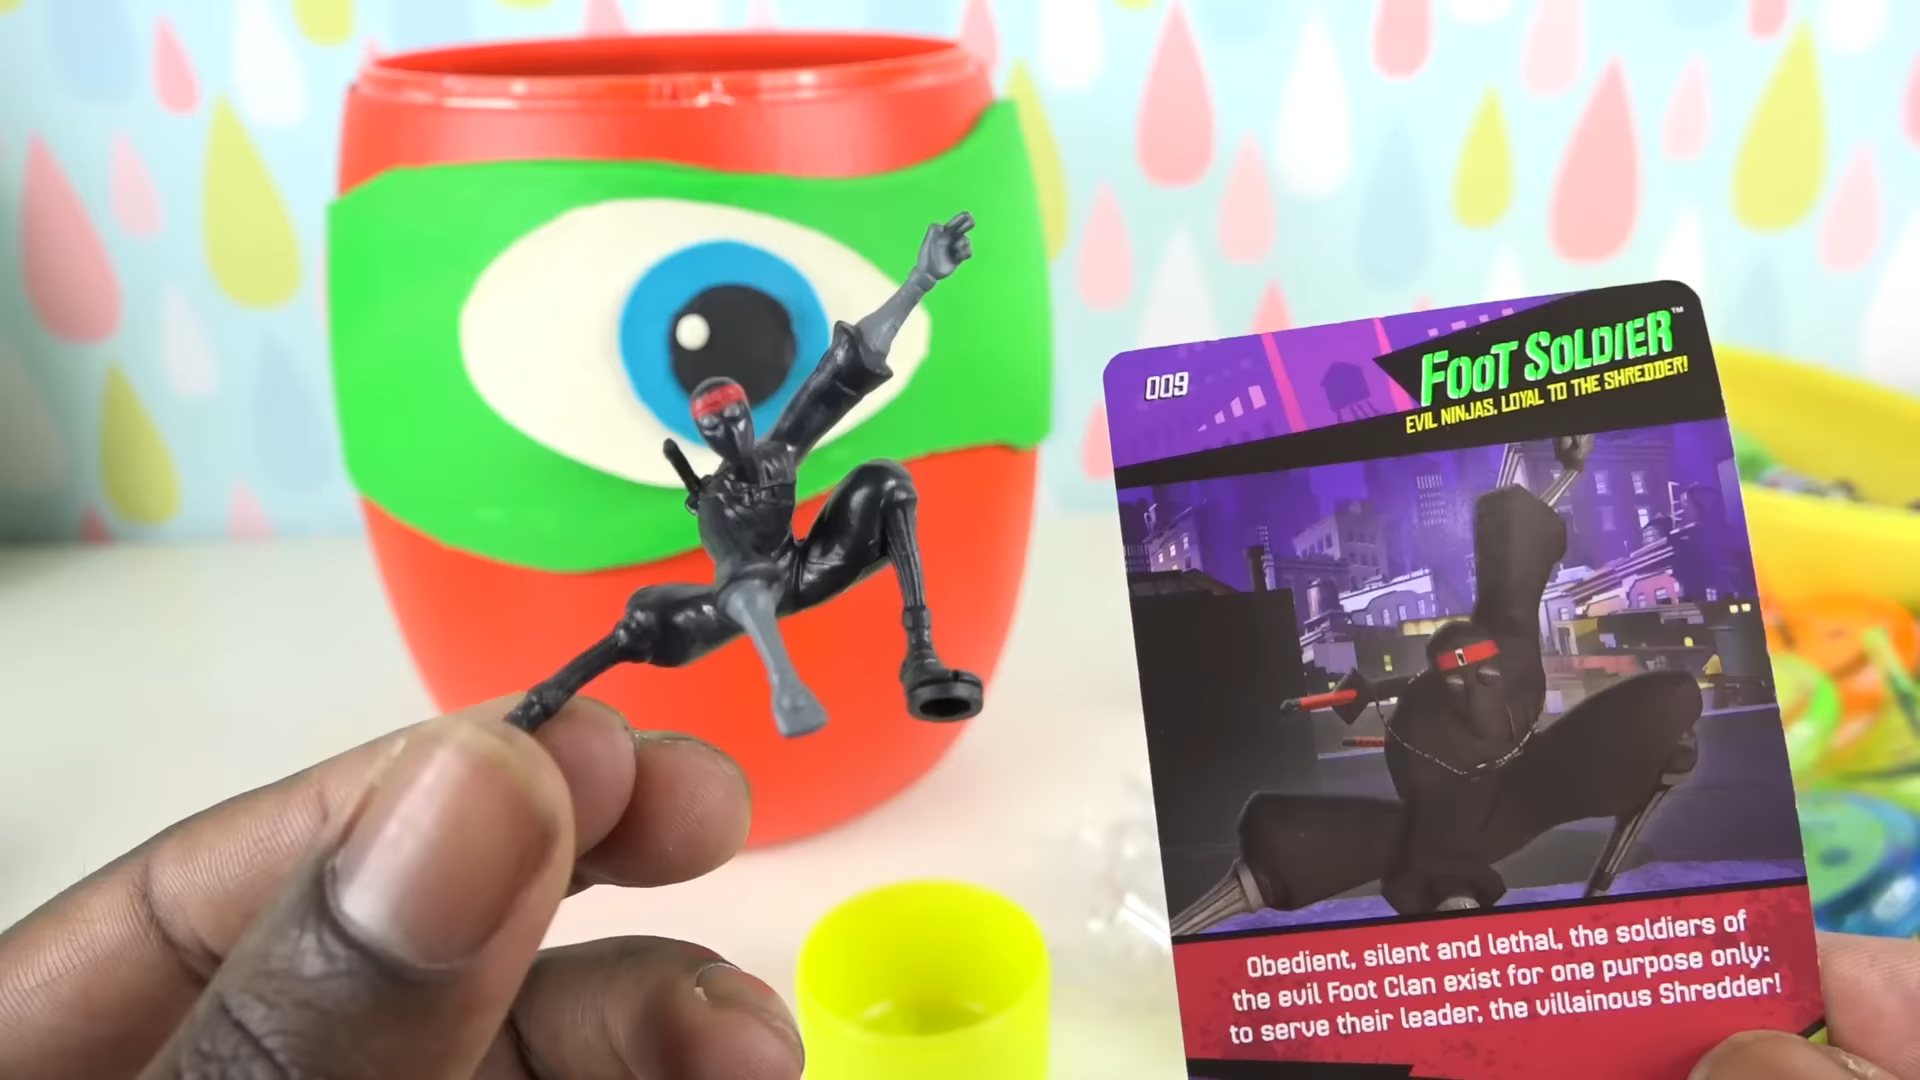 009
FOOT SOLDIER™
EVIL NINJAS, LOYAL TO THE SHREDDER!
Obedient, silent and lethal, the soldiers of
the evil Foot Clan exist for one purpose only:
to serve their leader, the villainous Shredder!